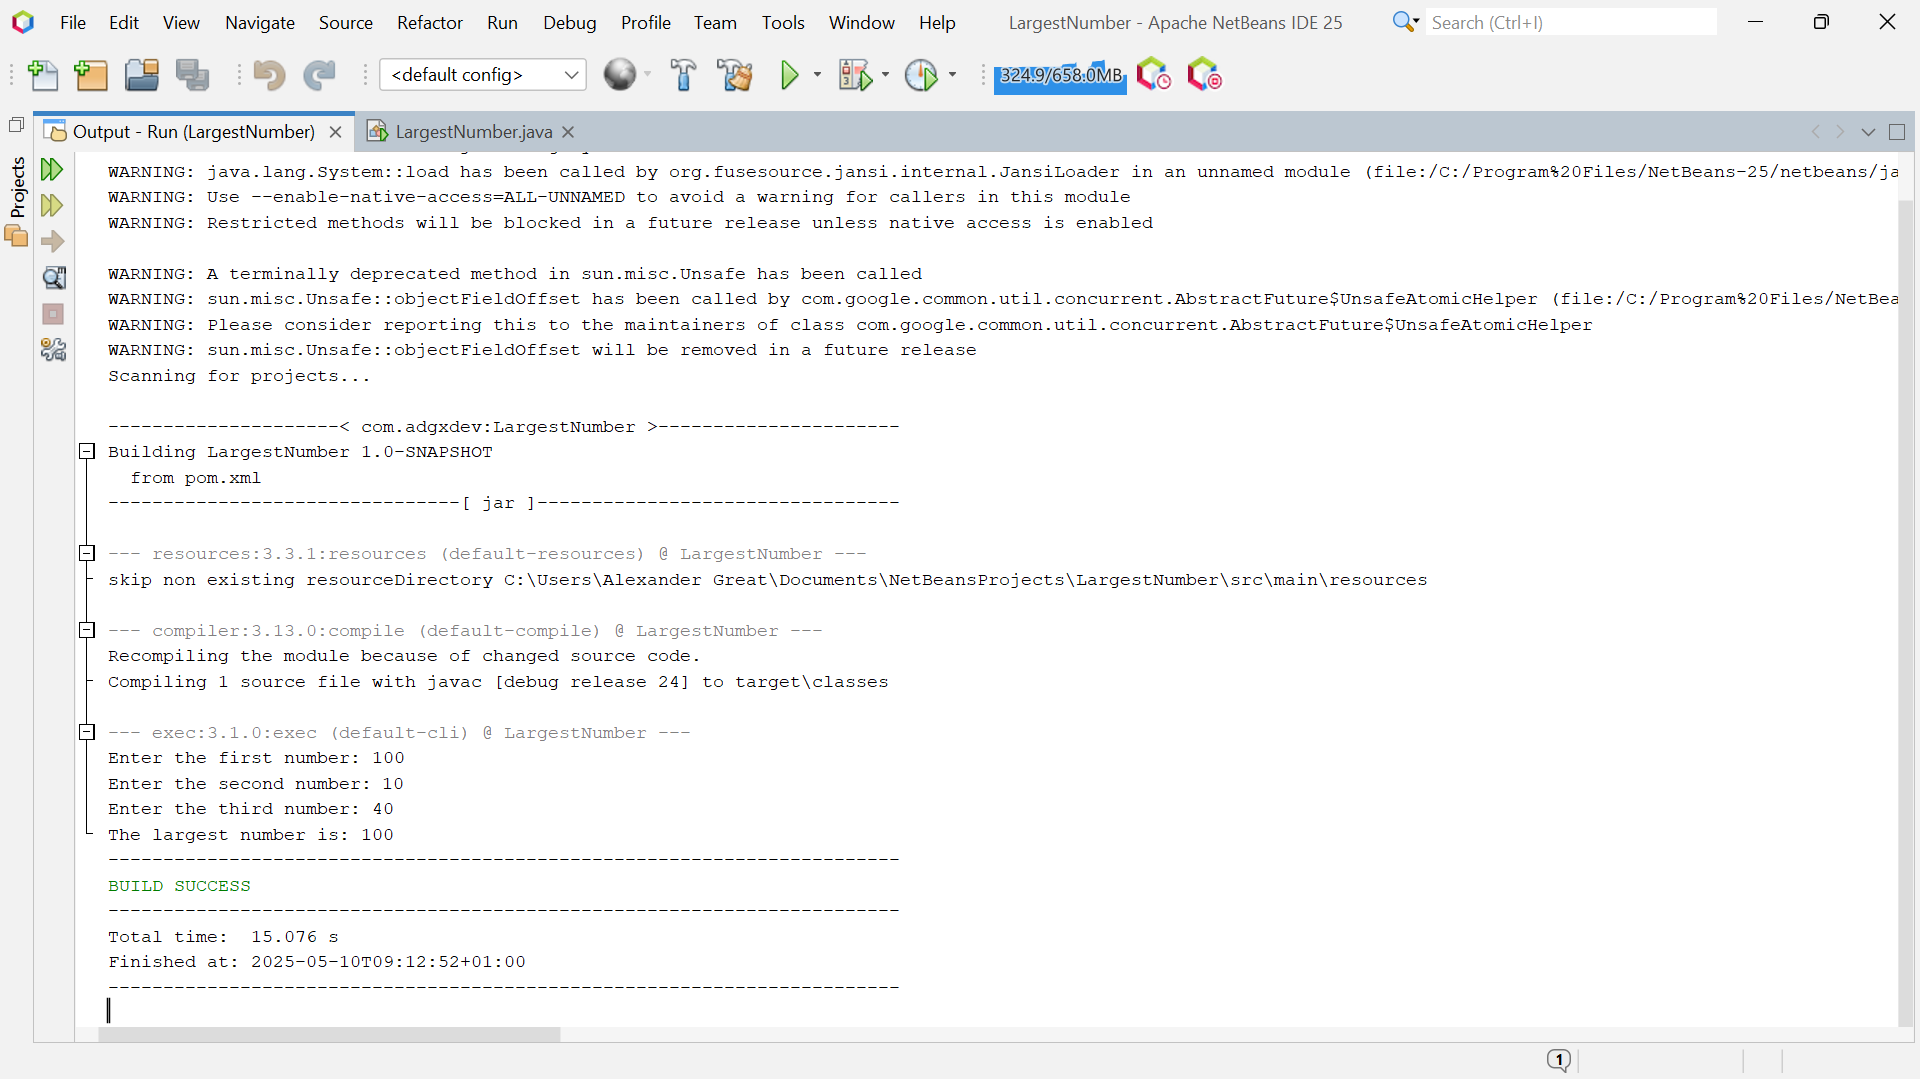 File Edit View Navigate Source Refactor Run Debug Profile Team Tools Window Help LargestNumber - Apache NetBeans IDE 25 Search (Ctrl+I)
<default config> 324.9/658.0MB
Output - Run (LargestNumber) LargestNumber.java
Projects
WARNING: java.lang.System::load has been called by org.fusesource.jansi.internal.JansiLoader in an unnamed module (file:/C:/Program%20Files/NetBeans-25/netbeans/ja
WARNING: Use --enable-native-access=ALL-UNNAMED to avoid a warning for callers in this module
WARNING: Restricted methods will be blocked in a future release unless native access is enabled
WARNING: A terminally deprecated method in sun.misc.Unsafe has been called
WARNING: sun.misc.Unsafe::objectFieldOffset has been called by com.google.common.util.concurrent.AbstractFuture$UnsafeAtomicHelper (file:/C:/Program%20Files/NetBea
WARNING: Please consider reporting this to the maintainers of class com.google.common.util.concurrent.AbstractFuture$UnsafeAtomicHelper
WARNING: sun.misc.Unsafe::objectFieldOffset will be removed in a future release
Scanning for projects...
---------------------< com.adgxdev:LargestNumber >----------------------
Building LargestNumber 1.0-SNAPSHOT
from pom.xml
--------------------------------[ jar ]---------------------------------
--- resources:3.3.1:resources (default-resources) @ LargestNumber ---
skip non existing resourceDirectory C:\Users\Alexander Great\Documents\NetBeansProjects\LargestNumber\src\main\resources
--- compiler:3.13.0:compile (default-compile) @ LargestNumber ---
Recompiling the module because of changed source code.
Compiling 1 source file with javac [debug release 24] to target\classes
--- exec:3.1.0:exec (default-cli) @ LargestNumber ---
Enter the first number: 100
Enter the second number: 10
Enter the third number: 40
The largest number is: 100
------------------------------------------------------------------------
BUILD SUCCESS
------------------------------------------------------------------------
Total time:  15.076 s
Finished at: 2025-05-10T09:12:52+01:00
------------------------------------------------------------------------
1